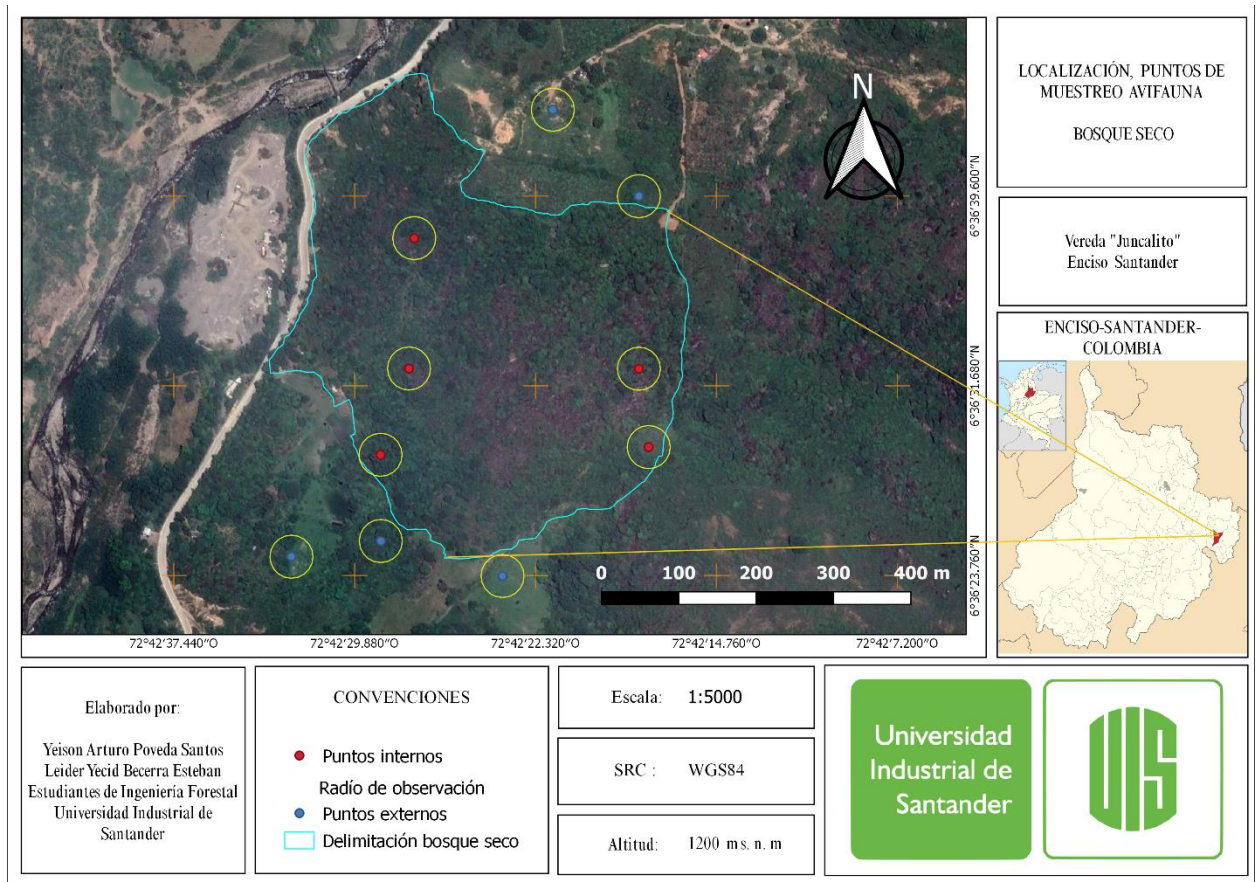 N
6°36'39.600"N
6°36'31.680"N
6°36'23.760"N
0 100 200 300 400 m
72°42'37.440"O 72°42'29.880"O 72°42'22.320"O 72°42'14.760"O 72°42'7.200"O
LOCALIZACIÓN, PUNTOS DE
MUESTREO AVIFAUNA
BOSQUE SECO
Vereda "Juncalito"
Enciso Santander
ENCISO-SANTANDER-
COLOMBIA
Elaborado por:
Yeison Arturo Poveda Santos
Leider Yecid Becerra Esteban
Estudiantes de Ingeniería Forestal
Universidad Industrial de
Santander
CONVENCIONES
Puntos internos
Radío de observación
Puntos externos
Delimitación bosque seco
Escala: 1:5000
SRC : WGS84
Altitud: 1200 m s. n. m
Universidad
Industrial de
Santander
UIS